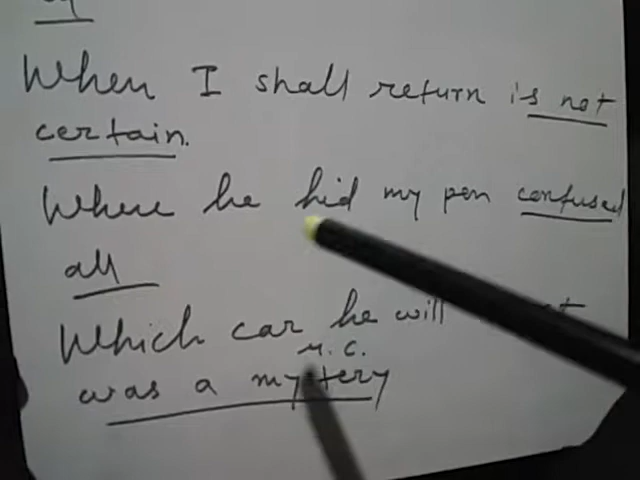 When I shall return is not
certain.
Where he hid my pen confused
all
Which car he will
M. C.
was a mystery